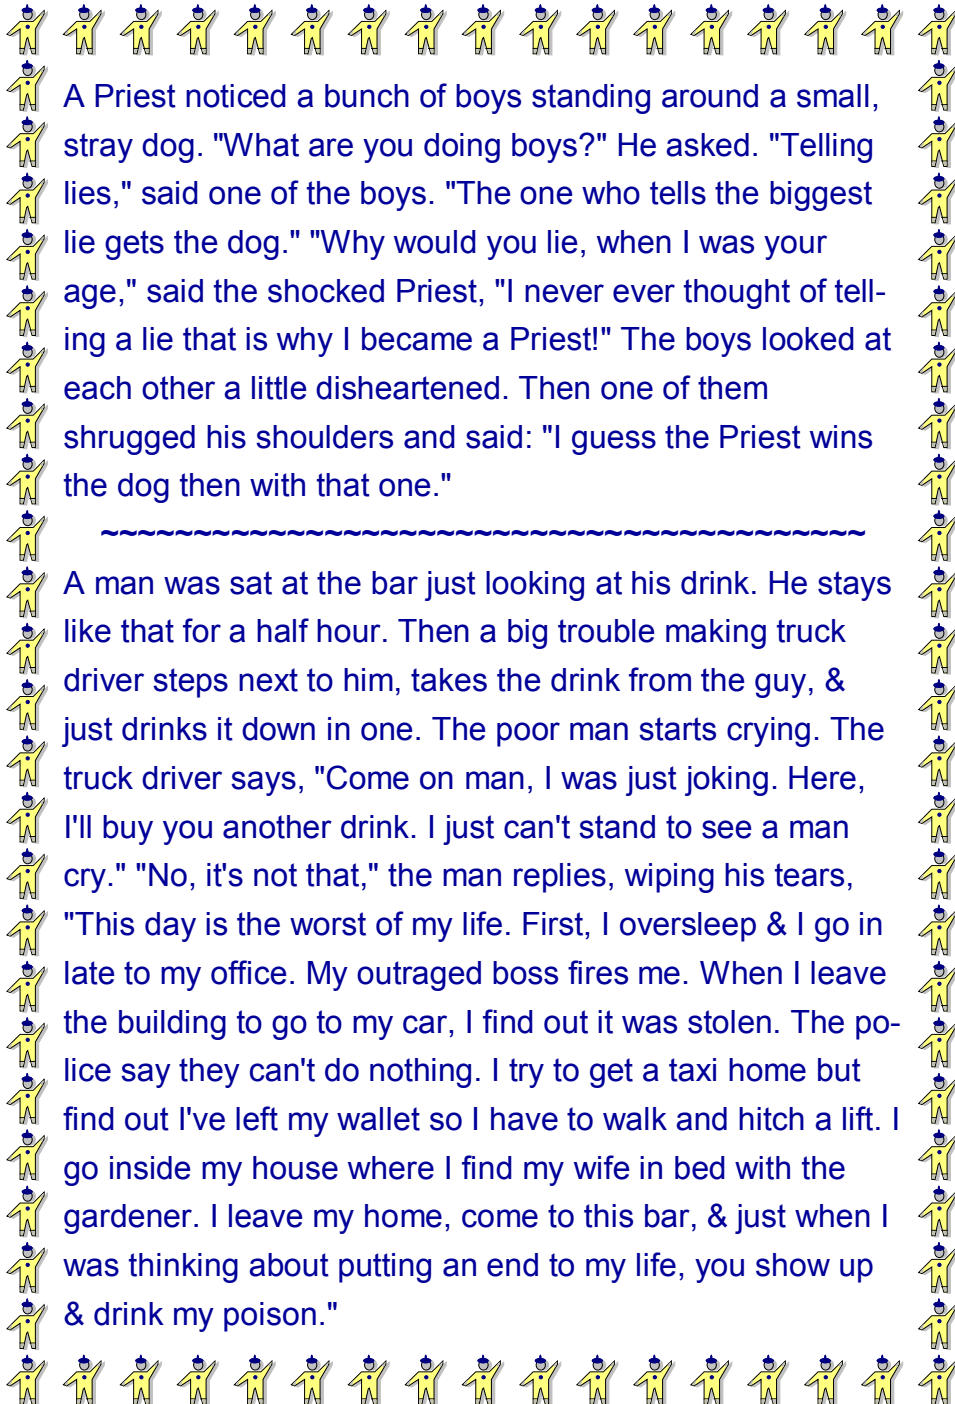 A Priest noticed a bunch of boys standing around a small,
stray dog. "What are you doing boys?" He asked. "Telling
lies," said one of the boys. "The one who tells the biggest
lie gets the dog." "Why would you lie, when I was your
age," said the shocked Priest, "I never ever thought of tell-
ing a lie that is why I became a Priest!" The boys looked at
each other a little disheartened. Then one of them
shrugged his shoulders and said: "I guess the Priest wins
the dog then with that one."
~~~~~~~~~~~~~~~~~~~~~~~~~~~~~~~~~~~~~~~~~
A man was sat at the bar just looking at his drink. He stays
like that for a half hour. Then a big trouble making truck
driver steps next to him, takes the drink from the guy, &
just drinks it down in one. The poor man starts crying. The
truck driver says, "Come on man, I was just joking. Here,
I'll buy you another drink. I just can't stand to see a man
cry." "No, it's not that," the man replies, wiping his tears,
"This day is the worst of my life. First, I oversleep & I go in
late to my office. My outraged boss fires me. When I leave
the building to go to my car, I find out it was stolen. The po-
lice say they can't do nothing. I try to get a taxi home but
find out I've left my wallet so I have to walk and hitch a lift. I
go inside my house where I find my wife in bed with the
gardener. I leave my home, come to this bar, & just when I
was thinking about putting an end to my life, you show up
& drink my poison."